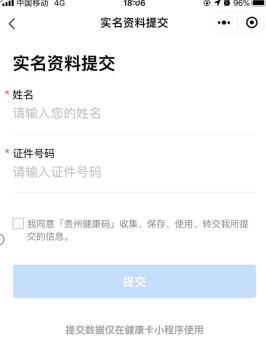 中国移动 4G 18:06 96%
实名资料提交
实名资料提交
* 姓名
请输入您的姓名
* 证件号码
请输入证件号码
我同意「贵州健康码」收集、保存、使用、转交我所提
交的信息。
提交
提交数据仅在健康卡小程序使用